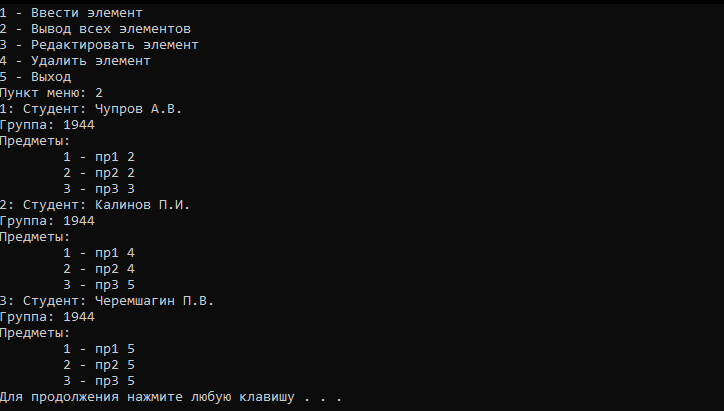 1 - Ввести элемент
2 - Вывод всех элементов
3 - Редактировать элемент
4 - Удалить элемент
5 - Выход
Пункт меню: 2
1: Студент: Чупров А.В.
Группа: 1944
Предметы:
1 - пр1 2
2 - пр2 2
3 - пр3 3
2: Студент: Калинов П.И.
Группа: 1944
Предметы:
1 - пр1 4
2 - пр2 4
3 - пр3 5
3: Студент: Черемшагин П.В.
Группа: 1944
Предметы:
1 - пр1 5
2 - пр2 5
3 - пр3 5
Для продолжения нажмите любую клавишу . . .